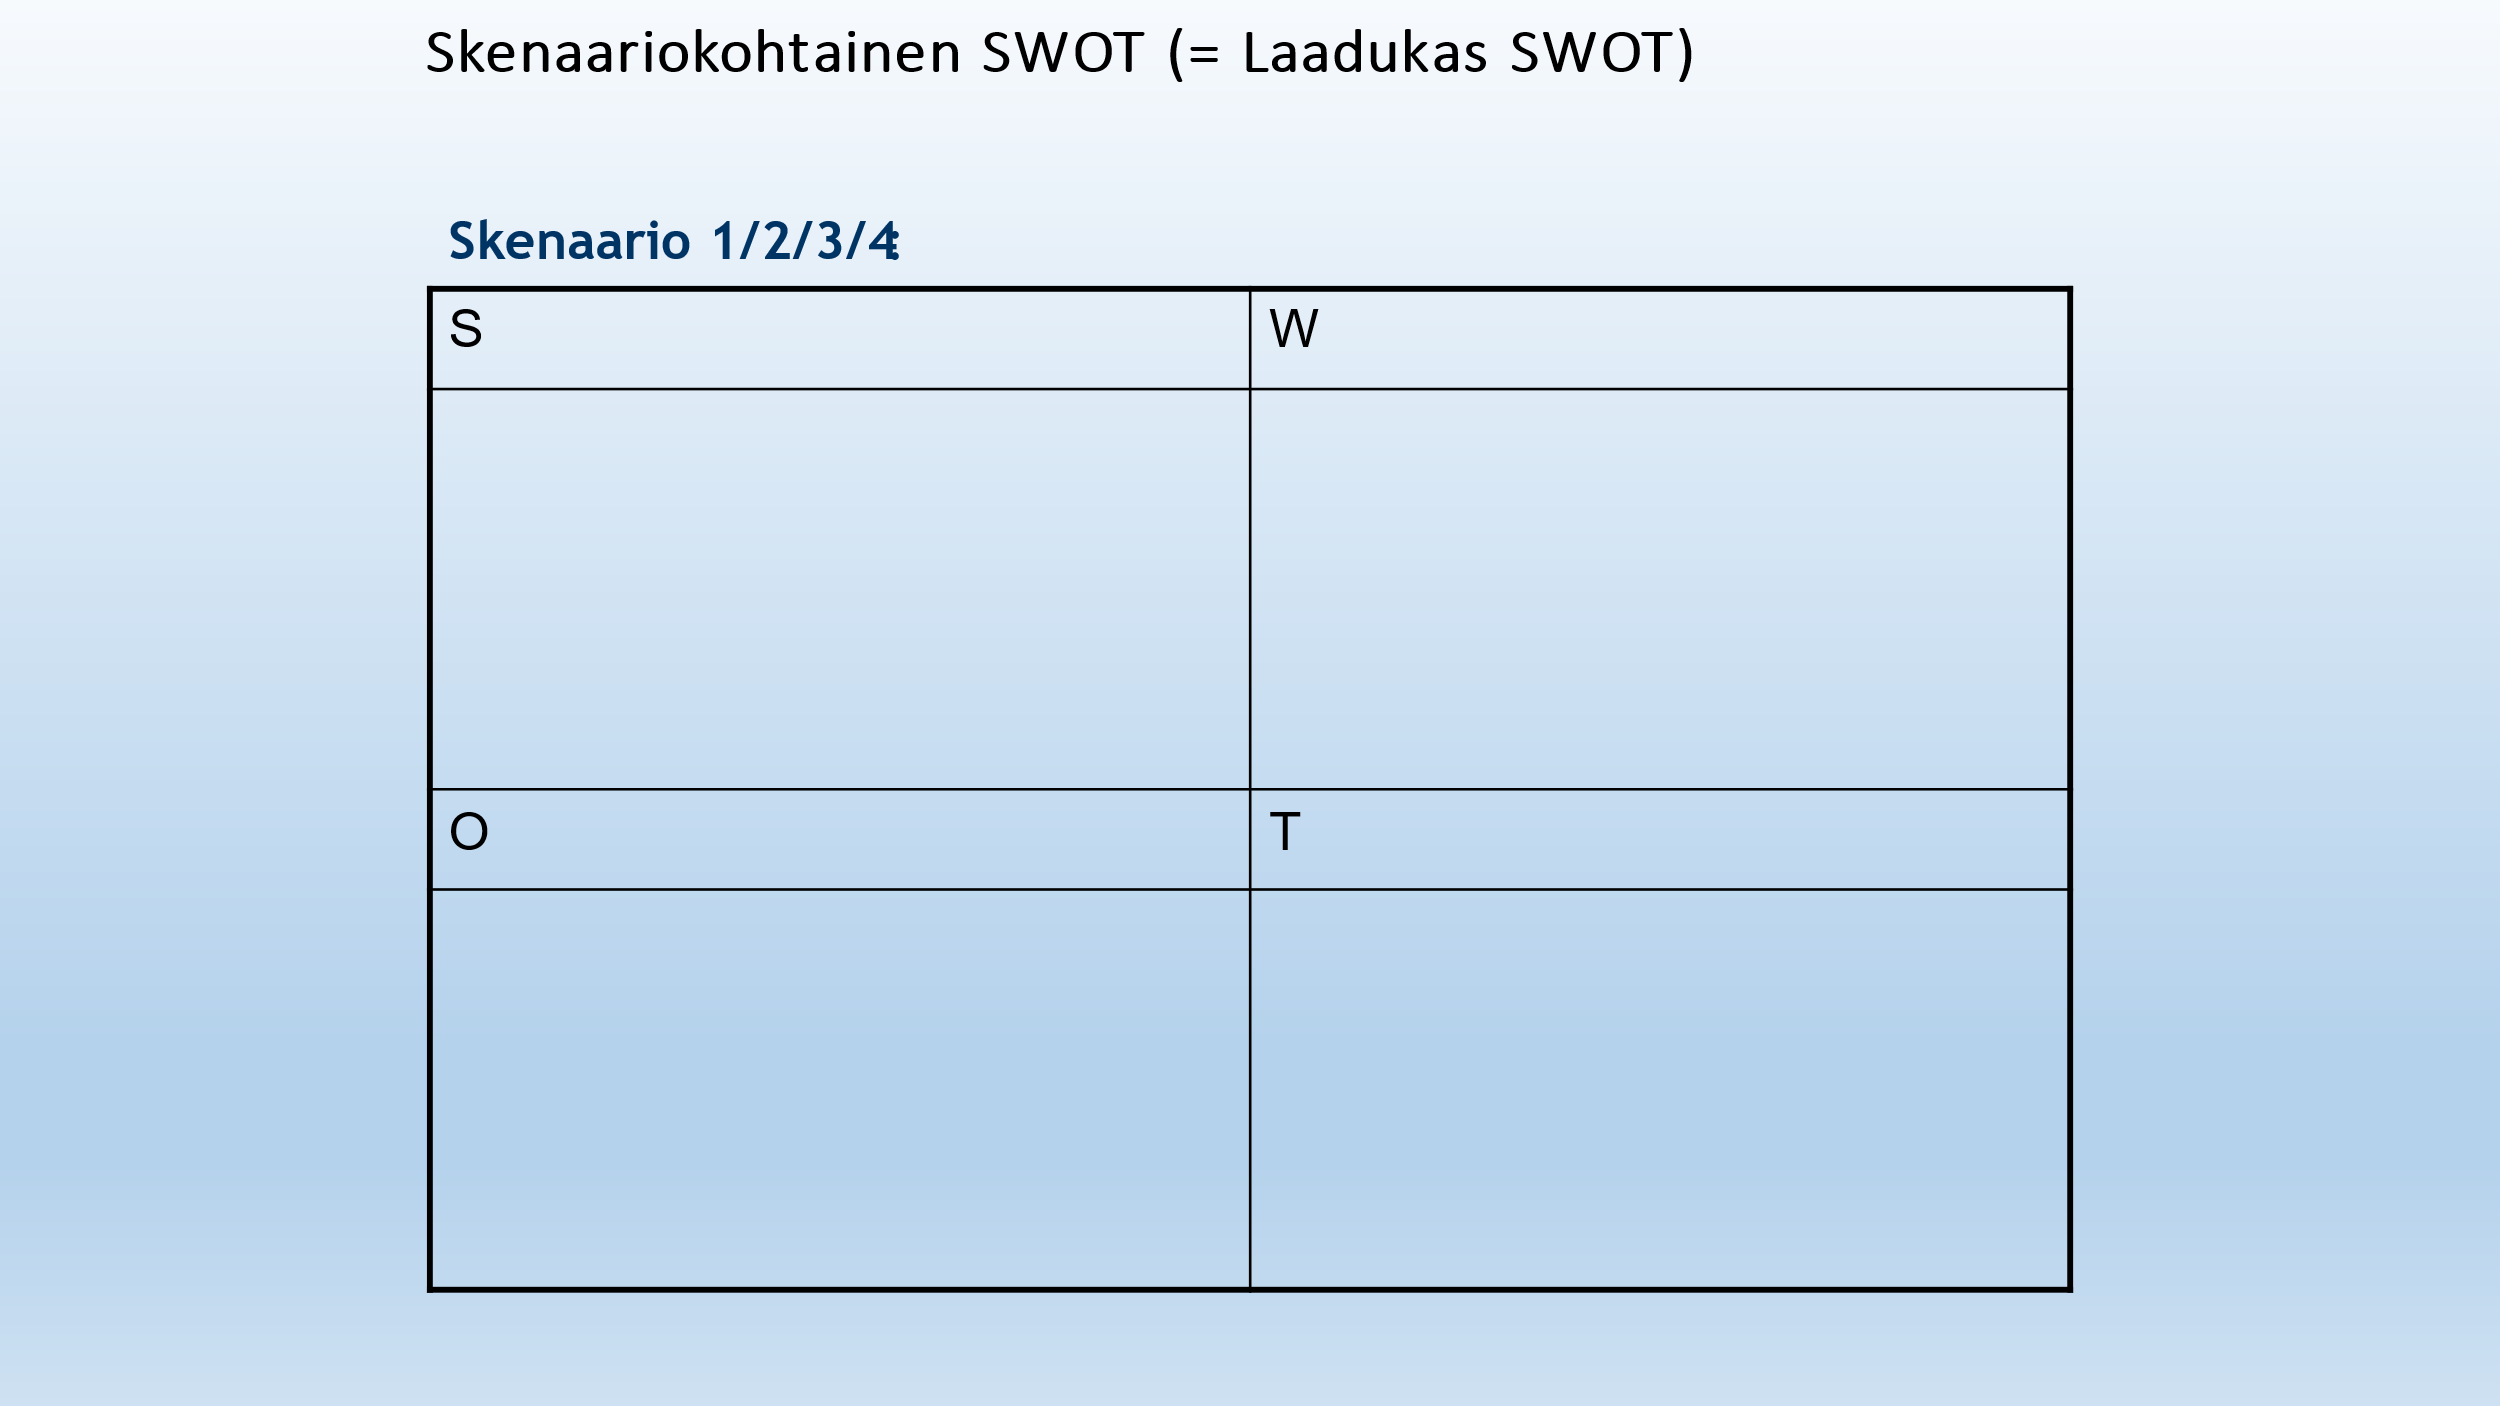 Skenaariokohtainen SWOT (= Laadukas SWOT)
Skenaario 1/2/3/4:
S
W
O
T